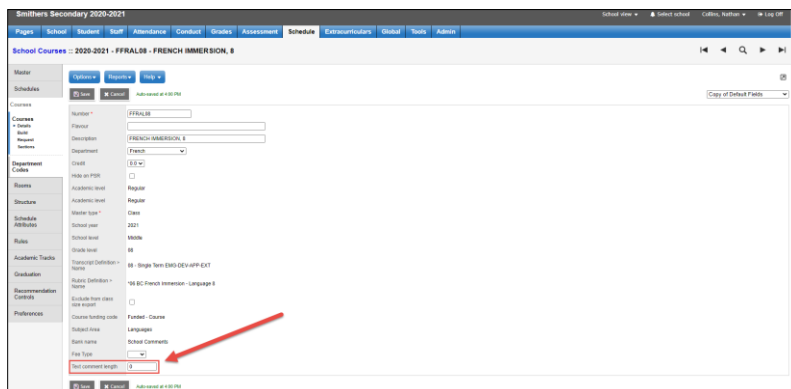 Smithers Secondary 2020-2021
School view
Select school
Collins, Nathan
Log Off
Pages School Student Staff Attendance Conduct Grades Assessment Schedule Extracurriculars Global Tools Admin
School Courses :: 2020-2021 - FFRAL08 - FRENCH IMMERSION, 8
Master
Schedules
Courses
Courses
Details
Build
Request
Sections
Department
Codes
Rooms
Structure
Schedule
Attributes
Rules
Academic Tracks
Graduation
Recommendation
Controls
Preferences
Options Reports Help
Save Cancel Auto-saved at 4:00 PM
Copy of Default Fields
Number * FFRAL08
Flavour
Description FRENCH IMMERSION, 8
Department French
Credit 0.0
Hide on PSR
Academic level Regular
Academic level Regular
Master type * Class
School year 2021
School level Middle
Grade level 08
Transcript Definition >
Name 08 - Single Term EMG-DEV-APP-EXT
Rubric Definition >
Name *06 BC French Immersion - Language 8
Exclude from class
size export
Course funding code Funded - Course
Subject Area Languages
Bank name School Comments
Fee Type
Text comment length 0
Save Cancel Auto-saved at 4:00 PM